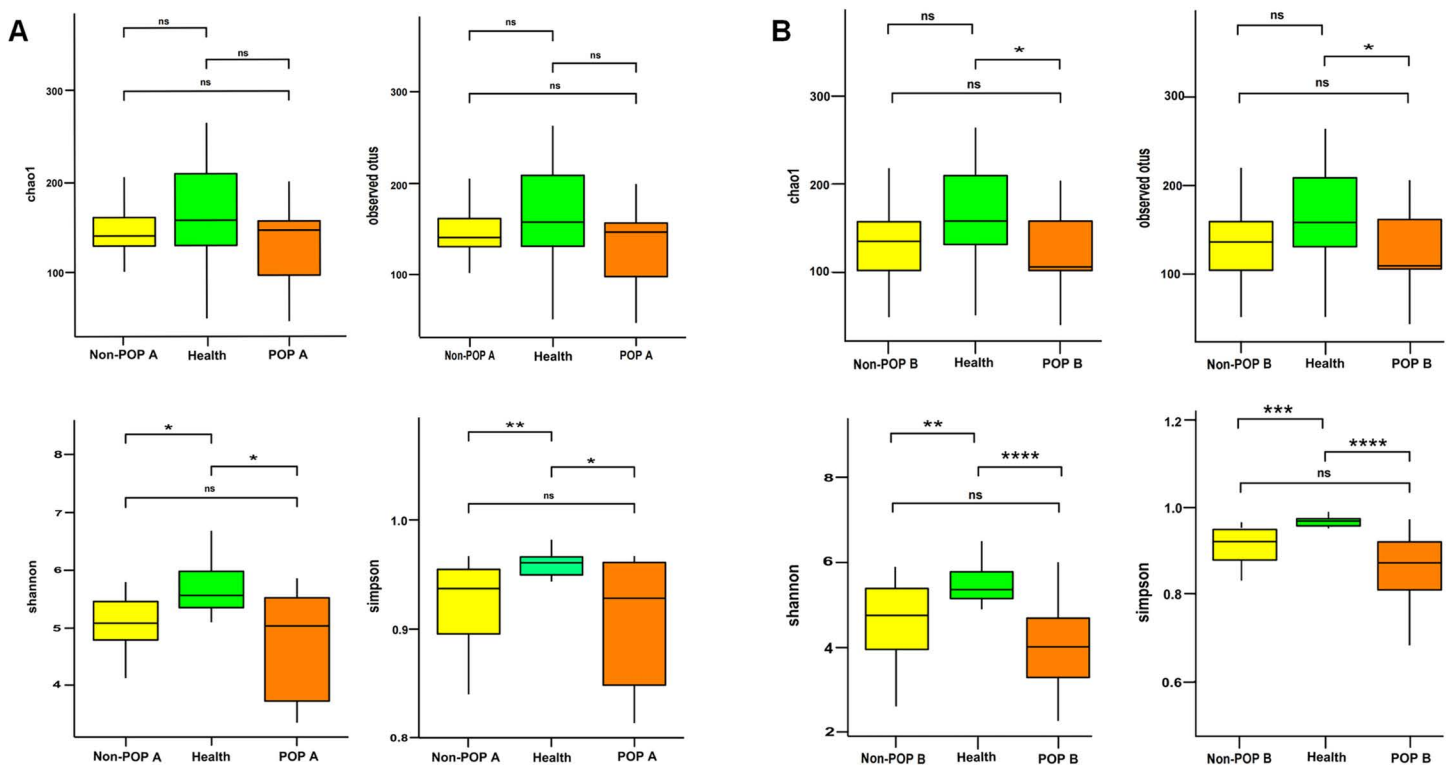 A
ns
ns
ns
300
200
100
chao1
Non-POP A Health POP A
ns
ns
ns
300
200
100
observed otus
Non-POP A Health POP A
B
ns
*
ns
300
200
100
chao1
Non-POP B Health POP B
ns
*
ns
300
200
100
observed otus
Non-POP B Health POP B
*
*
ns
8
7
6
5
4
shannon
Non-POP A Health POP A
**
*
ns
1.0
0.9
0.8
simpson
Non-POP A Health POP A
**
****
ns
8
6
4
2
shannon
Non-POP B Health POP B
***
****
ns
1.2
1.0
0.8
0.6
simpson
Non-POP B Health POP B